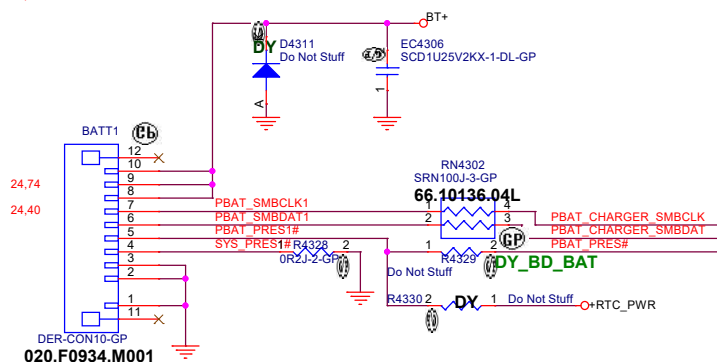 BT+
DY
D4311
Do Not Stuff
A
EC4306
SCD1U25V2KX-1-DL-GP
1
BATT1
12
10
9
8
7
6
5
4
3
2
1
11
24,74
24,40
PBAT_SMBCLK1
PBAT_SMBDAT1
PBAT_PRES1#
SYS_PRES1#
RN4302
SRN100J-3-GP
66.10136.04L
1
2
4
3
PBAT_CHARGER_SMBCLK
PBAT_CHARGER_SMBDAT
PBAT_PRES#
GP
1 R4328 2
0R2J-2-GP
1 R4329 2
Do Not Stuff
DY_BD_BAT
R4330 2 DY 1 Do Not Stuff
+RTC_PWR
DER-CON10-GP
020.F0934.M001